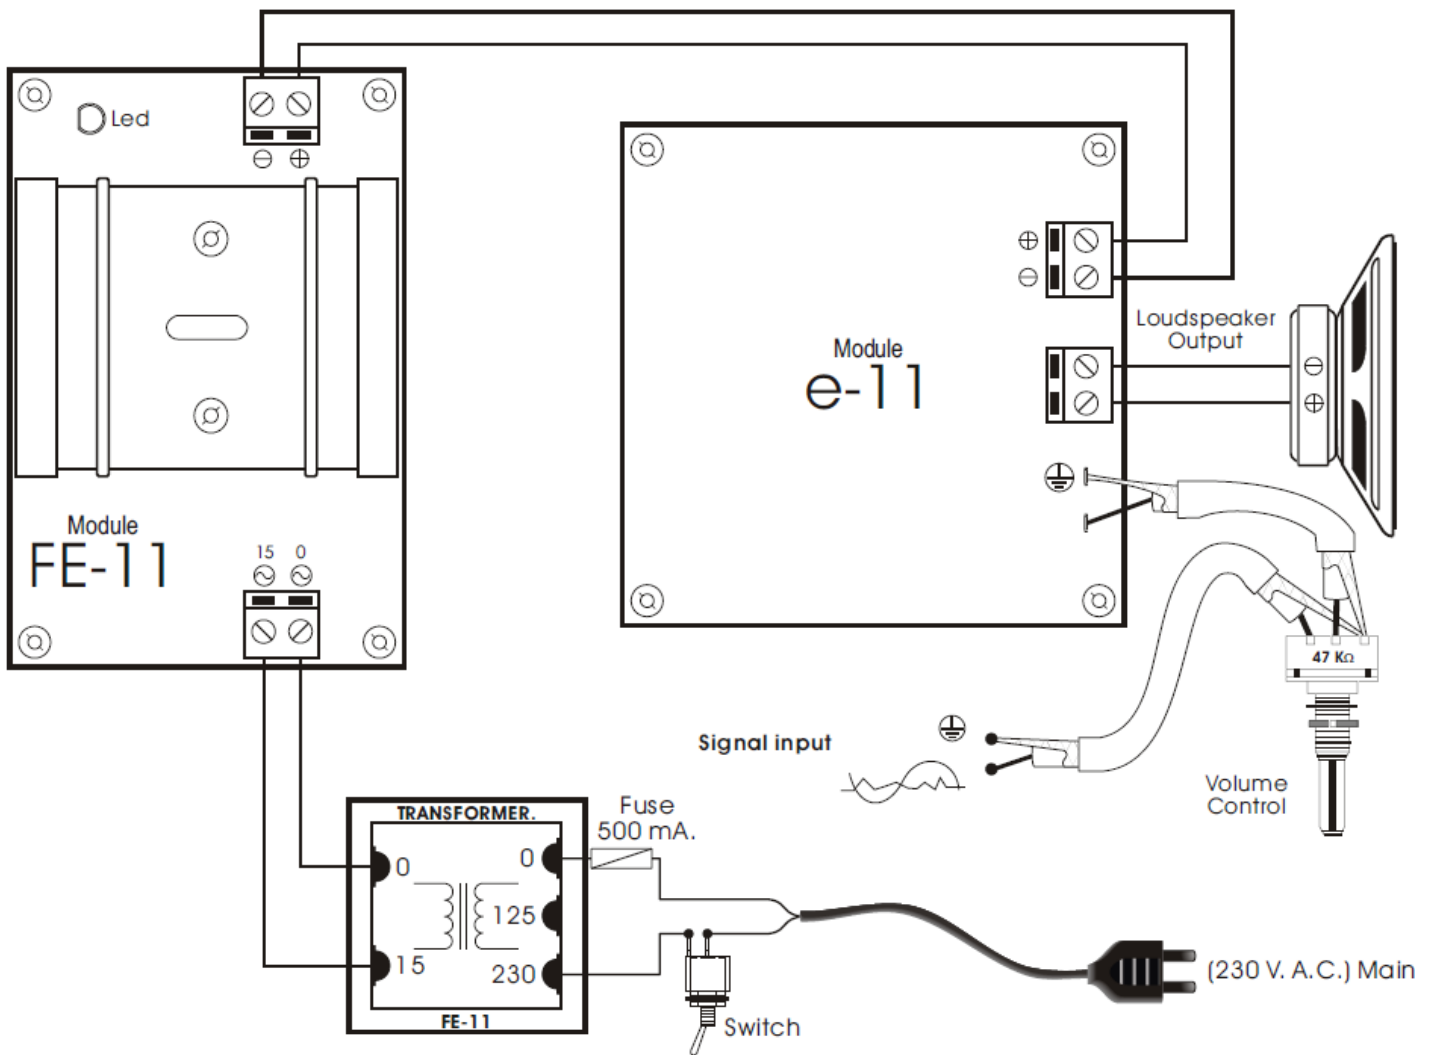 Led
Module
FE-11
15 0
Module
e-11
Loudspeaker
Output
47 KΩ
Signal input
Volume
Control
TRANSFORMER.
0
15
0
125
230
FE-11
Fuse
500 mA.
Switch
(230 V. A.C.) Main